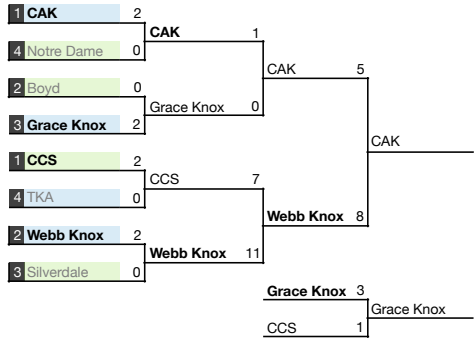 1 CAK 2
4 Notre Dame 0
CAK 1
2 Boyd 0
3 Grace Knox 2
Grace Knox 0
CAK 5
1 CCS 2
4 TKA 0
CCS 7
2 Webb Knox 2
3 Silverdale 0
Webb Knox 11
Webb Knox 8
CAK
Grace Knox 3
CCS 1
Grace Knox